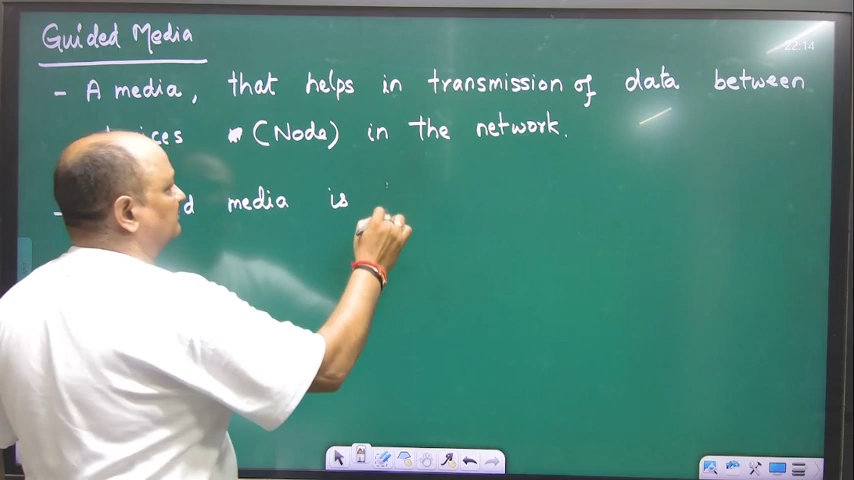 Guided Media
22:14
- A media, that helps in transmission of data between
(Node) in the network.
- media is